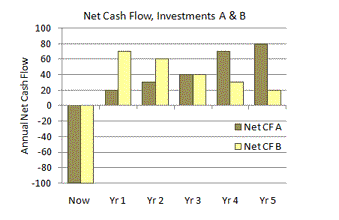 Net Cash Flow, Investments A & B
Annual Net Cash Flow
100
80
60
40
20
0
-20
-40
-60
-80
-100
Now Yr 1 Yr 2 Yr 3 Yr 4 Yr 5
Net CF A
Net CF B